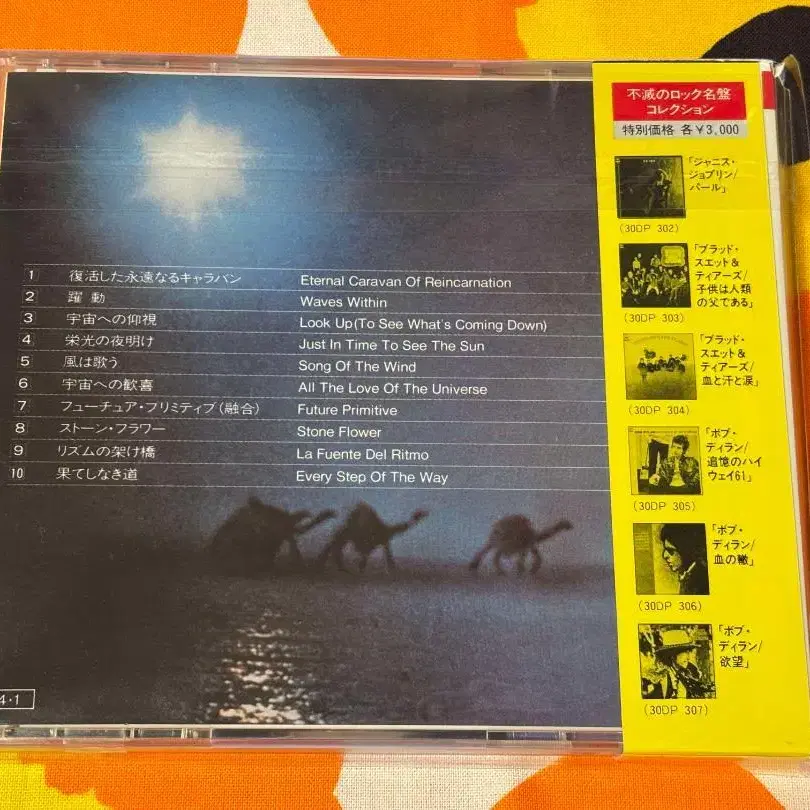 1 復活した永遠なるキャラバン Eternal Caravan Of Reincarnation
2 躍動 Waves Within
3 宇宙への仰視 Look Up(To See What's Coming Down)
4 栄光の夜明け Just In Time To See The Sun
5 風は歌う Song Of The Wind
6 宇宙への歓喜 All The Love Of The Universe
7 フューチュア・プリミティブ(融合) Future Primitive
8 ストーン・フラワー Stone Flower
9 リズムの架け橋 La Fuente Del Ritmo
10 果てしなき道 Every Step Of The Way
4・1
不滅のロック名盤
コレクション
特別価格 各¥3,000
「ジャニス・
ジョプリン/
パール」
(30DP 302)
「ブラッド・
スエット&
ティアーズ/
子供は人類
の父である」
(30DP 303)
「ブラッド・
スエット&
ティアーズ/
血と汗と涙」
(30DP 304)
「ボブ・
ディラン/
追憶のハイ
ウェイ61」
(30DP 305)
「ボブ・
ディラン/
血の轍」
(30DP 306)
「ボブ・
ディラン/
欲望」
(30DP 307)